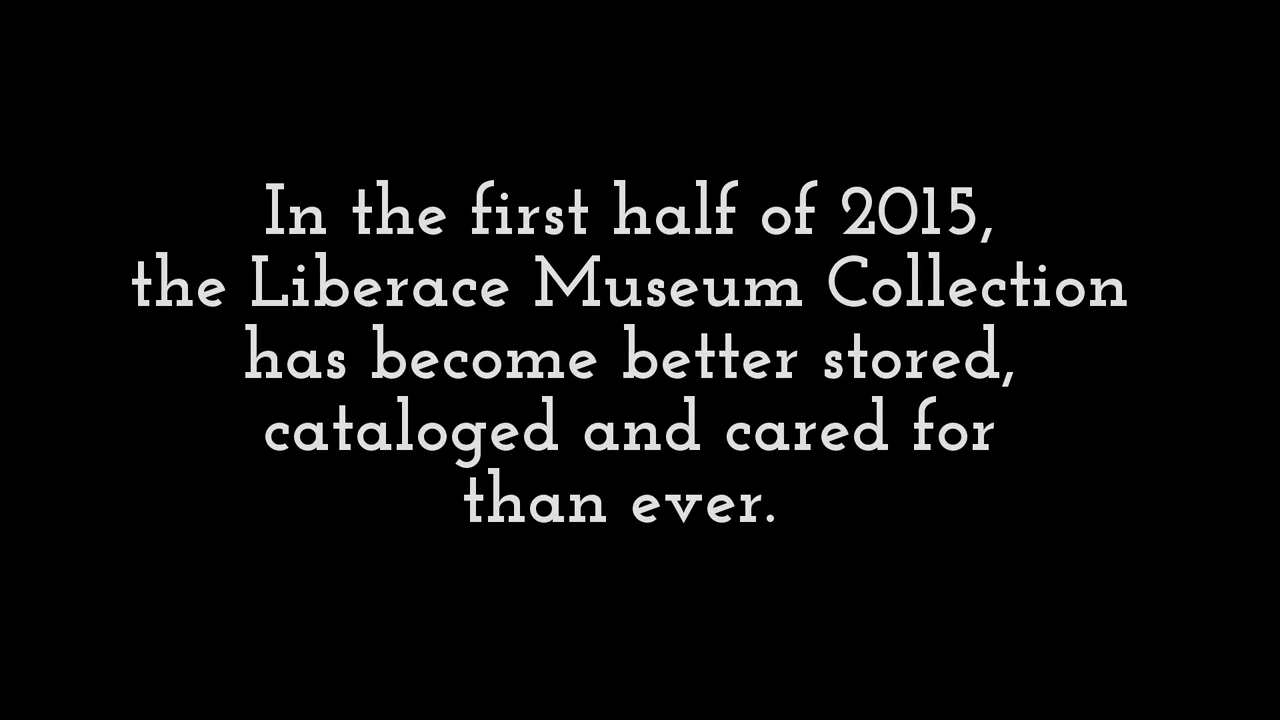 In the first half of 2015,
the Liberace Museum Collection
has become better stored,
cataloged and cared for
than ever.